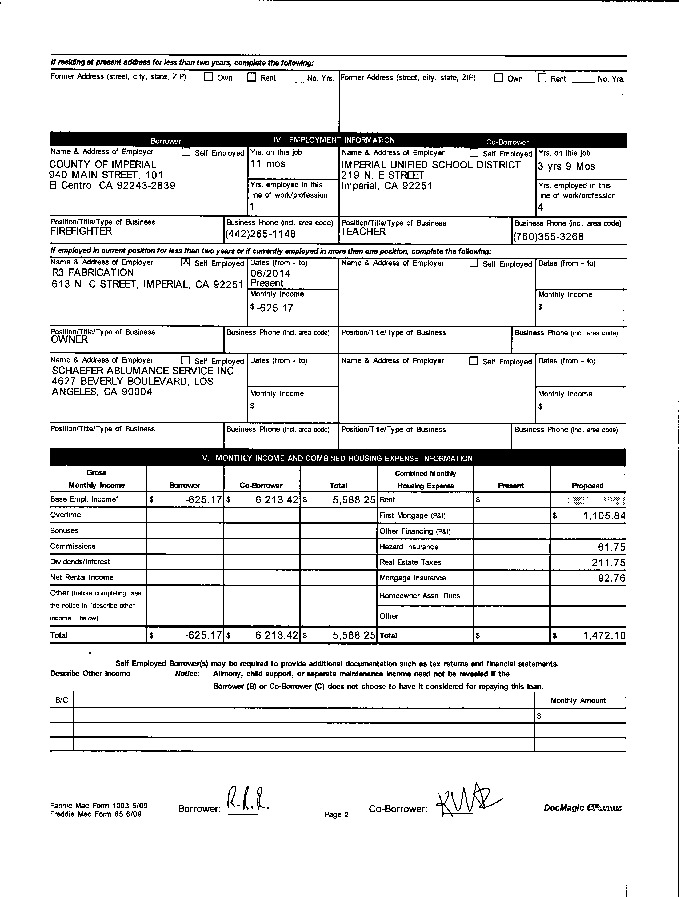 If residing at present address for less than two years, complete the following:
Former Address (street, city, state, ZIP) Own Rent ___ No. Yrs. Former Address (street, city, state, ZIP) Own Rent ___ No. Yrs.
Borrower IV. EMPLOYMENT INFORMATION Co-Borrower
Name & Address of Employer Self Employed Yrs. on this job Name & Address of Employer Self Employed Yrs. on this job
COUNTY OF IMPERIAL 11 mos IMPERIAL UNIFIED SCHOOL DISTRICT 3 yrs 9 Mos
940 MAIN STREET, 101 219 N. E STREET
El Centro, CA 92243-2839 Yrs. employed in this Imperial, CA 92251 Yrs. employed in this
line of work/profession line of work/profession
1 4
Position/Title/Type of Business Business Phone (incl. area code) Position/Title/Type of Business Business Phone (incl. area code)
FIREFIGHTER (442)265-1148 TEACHER (760)355-3268
If employed in current position for less than two years or if currently employed in more than one position, complete the following:
Name & Address of Employer X Self Employed Dates (from - to) Name & Address of Employer Self Employed Dates (from - to)
R3 FABRICATION 06/2014
613 N C STREET, IMPERIAL, CA 92251 Present
Monthly Income Monthly Income
$ -625.17 $
Position/Title/Type of Business Business Phone (incl. area code) Position/Title/Type of Business Business Phone (incl. area code)
OWNER
Name & Address of Employer Self Employed Dates (from - to) Name & Address of Employer Self Employed Dates (from - to)
SCHAEFER ABLUMANCE SERVICE INC
4627 BEVERLY BOULEVARD, LOS
ANGELES, CA 90004 Monthly Income Monthly Income
$ $
Position/Title/Type of Business Business Phone (incl. area code) Position/Title/Type of Business Business Phone (incl. area code)
V. MONTHLY INCOME AND COMBINED HOUSING EXPENSE INFORMATION
Gross Combined Monthly
Monthly Income Borrower Co-Borrower Total Housing Expense Present Proposed
Base Empl. Income* $ -625.17 $ 6,213.42 $ 5,588.25 Rent $
Overtime First Mortgage (P&I) $ 1,105.84
Bonuses Other Financing (P&I)
Commissions Hazard Insurance 61.75
Dividends/Interest Real Estate Taxes 211.75
Net Rental Income Mortgage Insurance 92.76
Other (before completing, see Homeowner Assn. Dues
the notice in "describe other
income," below) Other
Total $ -625.17 $ 6,213.42 $ 5,588.25 Total $ $ 1,472.10
Self Employed Borrower(s) may be required to provide additional documentation such as tax returns and financial statements.
Describe Other Income Notice: Alimony, child support, or separate maintenance income need not be revealed if the
Borrower (B) or Co-Borrower (C) does not choose to have it considered for repaying this loan.
B/C Monthly Amount
$
Fannie Mae Form 1003 6/09 Borrower: R.R.R. Co-Borrower: DocMagic
Freddie Mac Form 65 6/09 Page 2